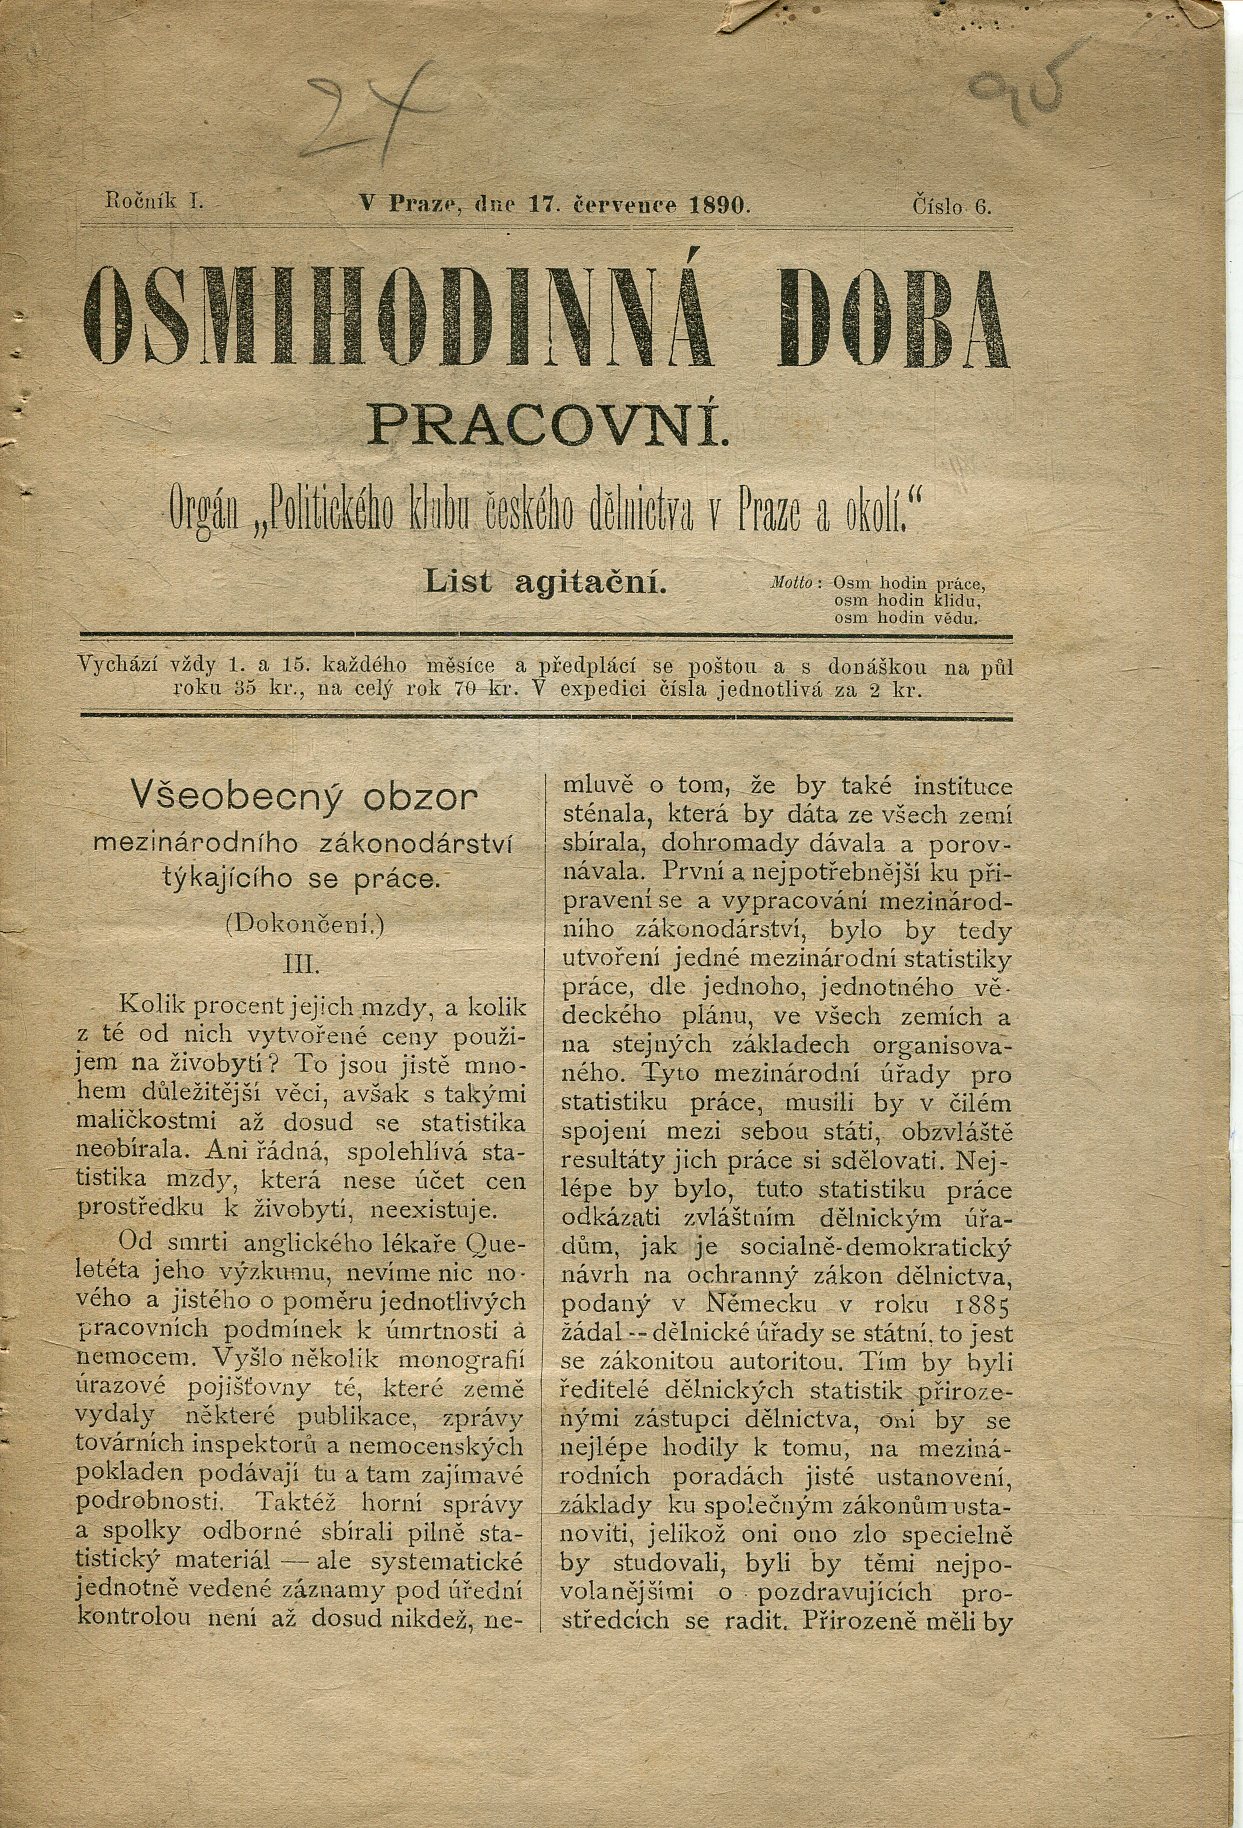 24
95
Ročník I.
V Praze, dne 17. července 1890.
Číslo 6.
OSMIHODINNÁ DOBA
PRACOVNÍ.
Orgán „Politického klubu českého dělnictva v Praze a okolí.“
List agitační.
Motto: Osm hodin práce,
osm hodin klidu,
osm hodin vědu.
Vychází vždy 1. a 15. každého měsíce a předplácí se poštou a s donáškou na půl
roku 35 kr., na celý rok 70 kr. V expedici čísla jednotlivá za 2 kr.
Všeobecný obzor
mezinárodního zákonodárství
týkajícího se práce.
(Dokončení.)
III.
Kolik procent jejich mzdy, a kolik
z té od nich vytvořené ceny použi-
jem na živobytí? To jsou jistě mno-
hem důležitější věci, avšak s takými
maličkostmi až dosud se statistika
neobírala. Ani řádná, spolehlivá sta-
tistika mzdy, která nese účet cen
prostředku k živobytí, neexistuje.
Od smrti anglického lékaře Que-
letéta jeho výzkumu, nevíme nic no-
vého a jistého o poměru jednotlivých
pracovních podmínek k úmrtnosti a
nemocem. Vyšlo několik monografií
úrazové pojišťovny té, které země
vydaly některé publikace, zprávy
továrních inspektorů a nemocenských
pokladen podávají tu a tam zajímavé
podrobnosti. Taktéž horní správy
a spolky odborné sbírali pilně sta-
tistický materiál — ale systematické
jednotně vedené záznamy pod úřední
kontrolou není až dosud nikdež, ne-
mluvě o tom, že by také instituce
sténala, která by dáta ze všech zemí
sbírala, dohromady dávala a porov-
návala. První a nejpotřebnější ku při-
pravení se a vypracování mezinárod-
ního zákonodárství, bylo by tedy
utvoření jedné mezinárodní statistiky
práce, dle jednoho, jednotného vě-
deckého plánu, ve všech zemích a
na stejných základech organisova-
ného. Tyto mezinárodní úřady pro
statistiku práce, musili by v čilém
spojení mezi sebou státi, obzvláště
resultáty jich práce si sdělovati. Nej-
lépe by bylo, tuto statistiku práce
odkázati zvláštním dělnickým úřa-
dům, jak je socialně-demokratický
návrh na ochranný zákon dělnictva,
podaný v Německu v roku 1885
žádal -- dělnické úřady se státní, to jest
se zákonitou autoritou. Tím by byli
ředitelé dělnických statistik přiroze-
nými zástupci dělnictva, oni by se
nejlépe hodily k tomu, na meziná-
rodních poradách jisté ustanovení,
základy ku společným zákonům usta-
noviti, jelikož oni ono zlo specielně
by studovali, byli by těmi nejpo-
volanějšími o pozdravujících pro-
středcích se radit. Přirozeně měli by